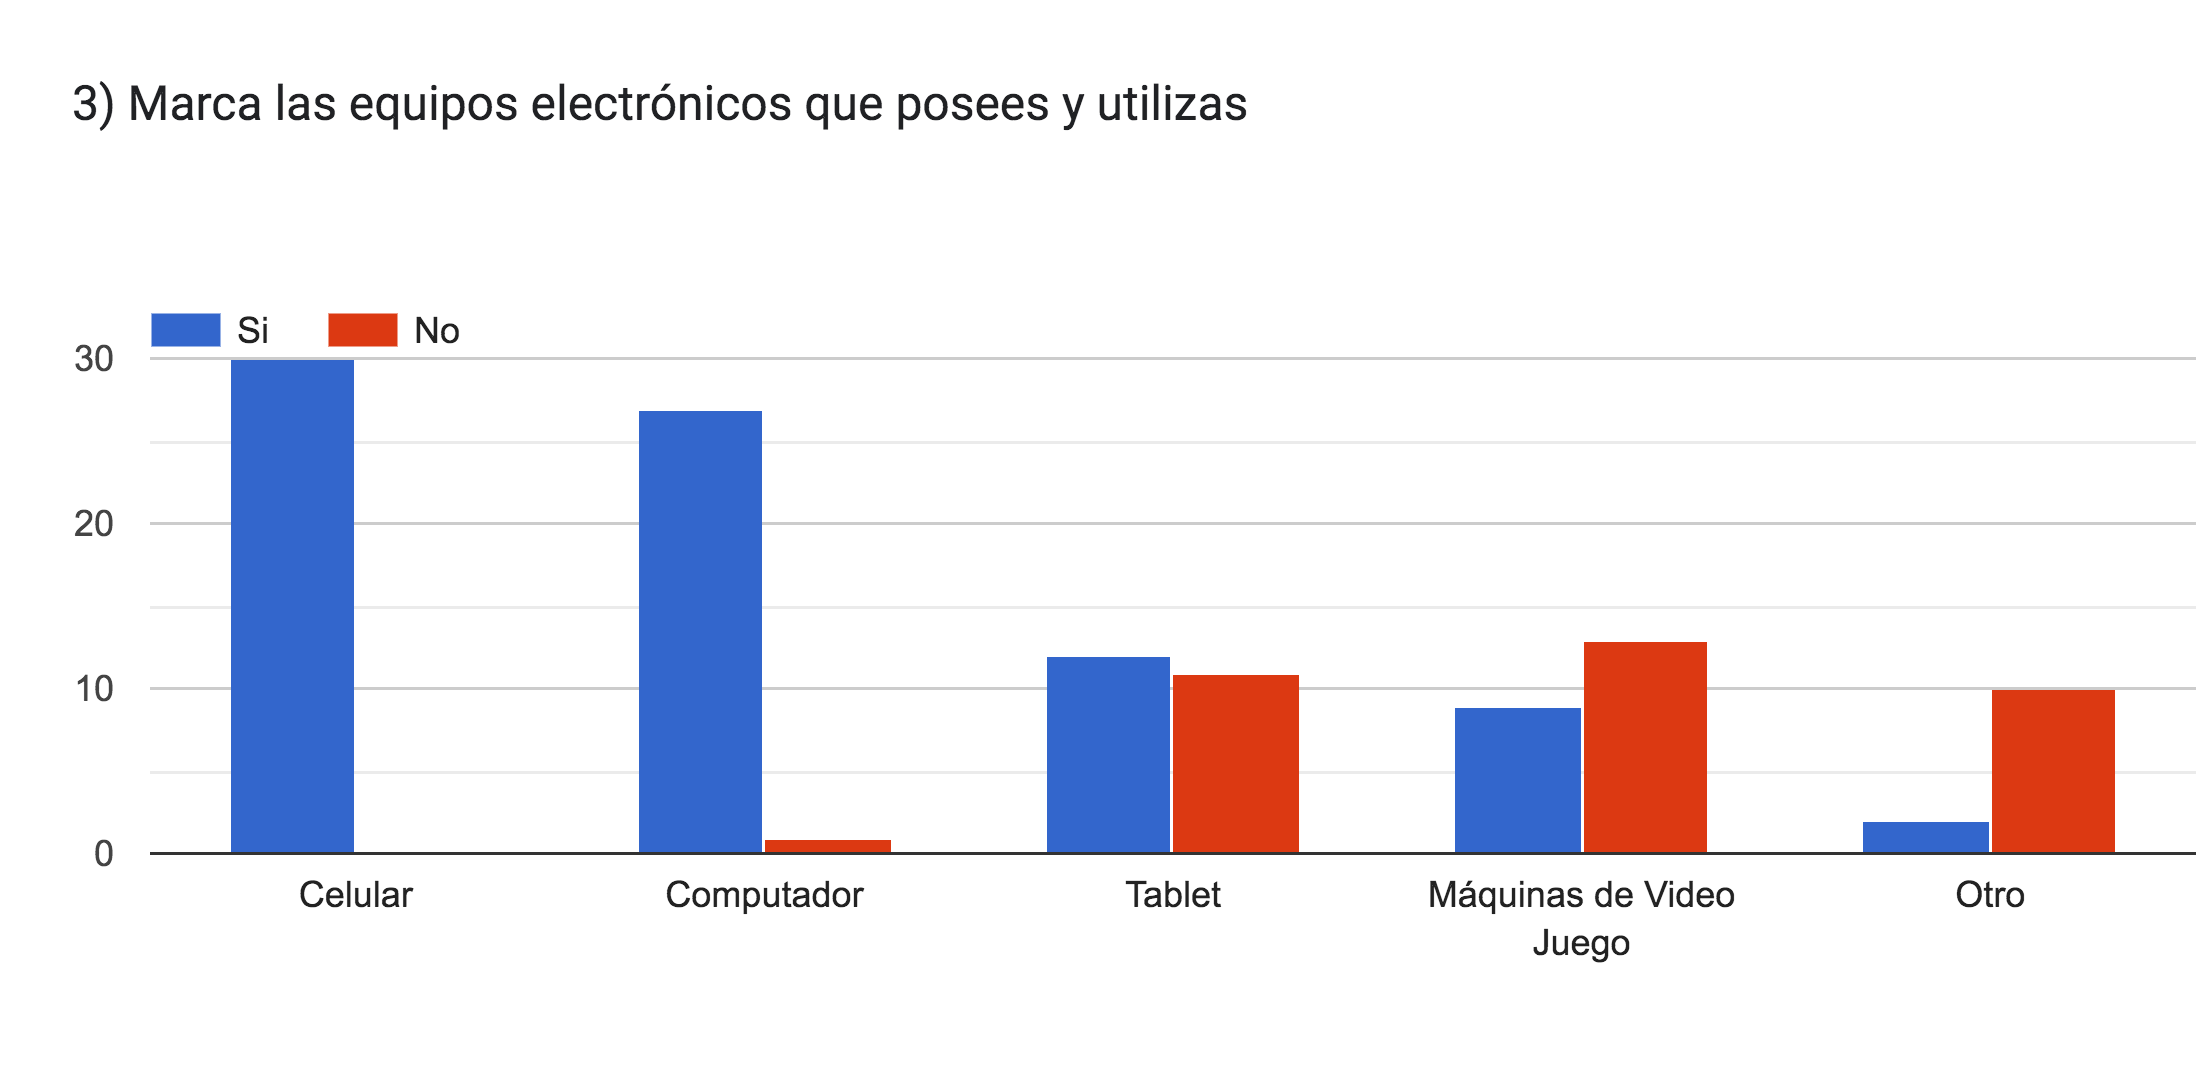 3) Marca las equipos electrónicos que posees y utilizas
Si No
30
20
10
0
Celular Computador Tablet Máquinas de Video Juego Otro